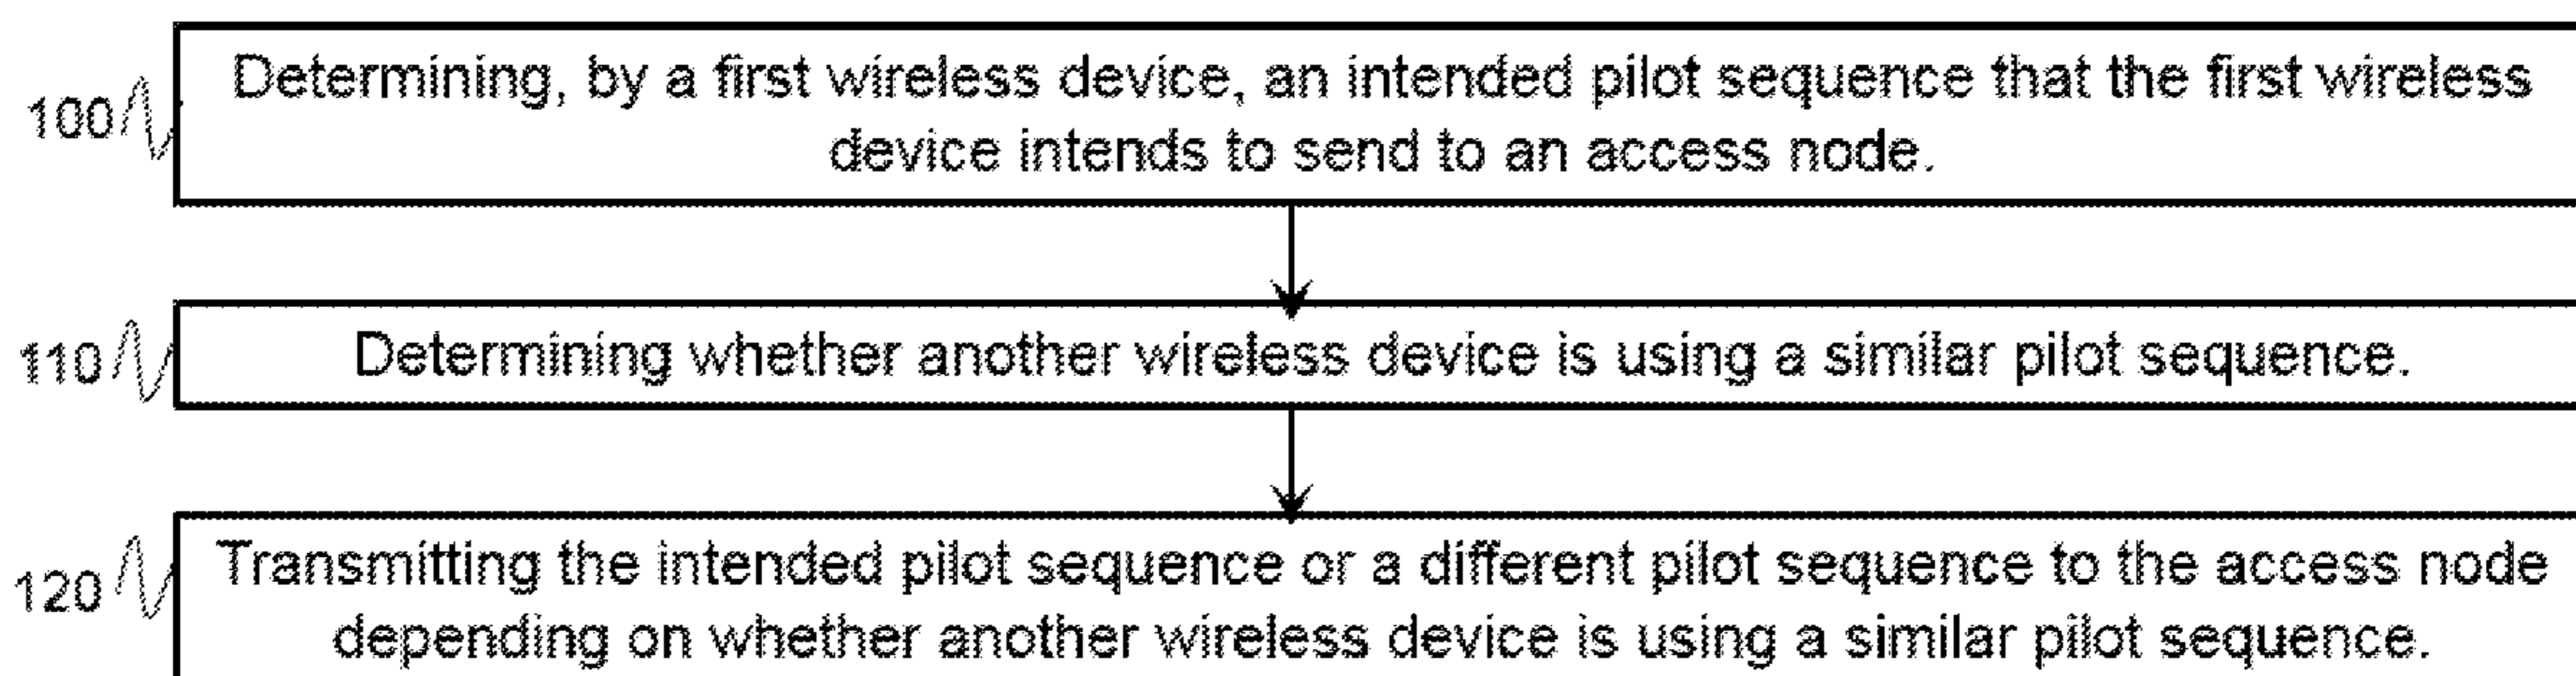 100
Determining, by a first wireless device, an intended pilot sequence that the first wireless
device intends to send to an access node.
110
Determining whether another wireless device is using a similar pilot sequence.
120
Transmitting the intended pilot sequence or a different pilot sequence to the access node
depending on whether another wireless device is using a similar pilot sequence.